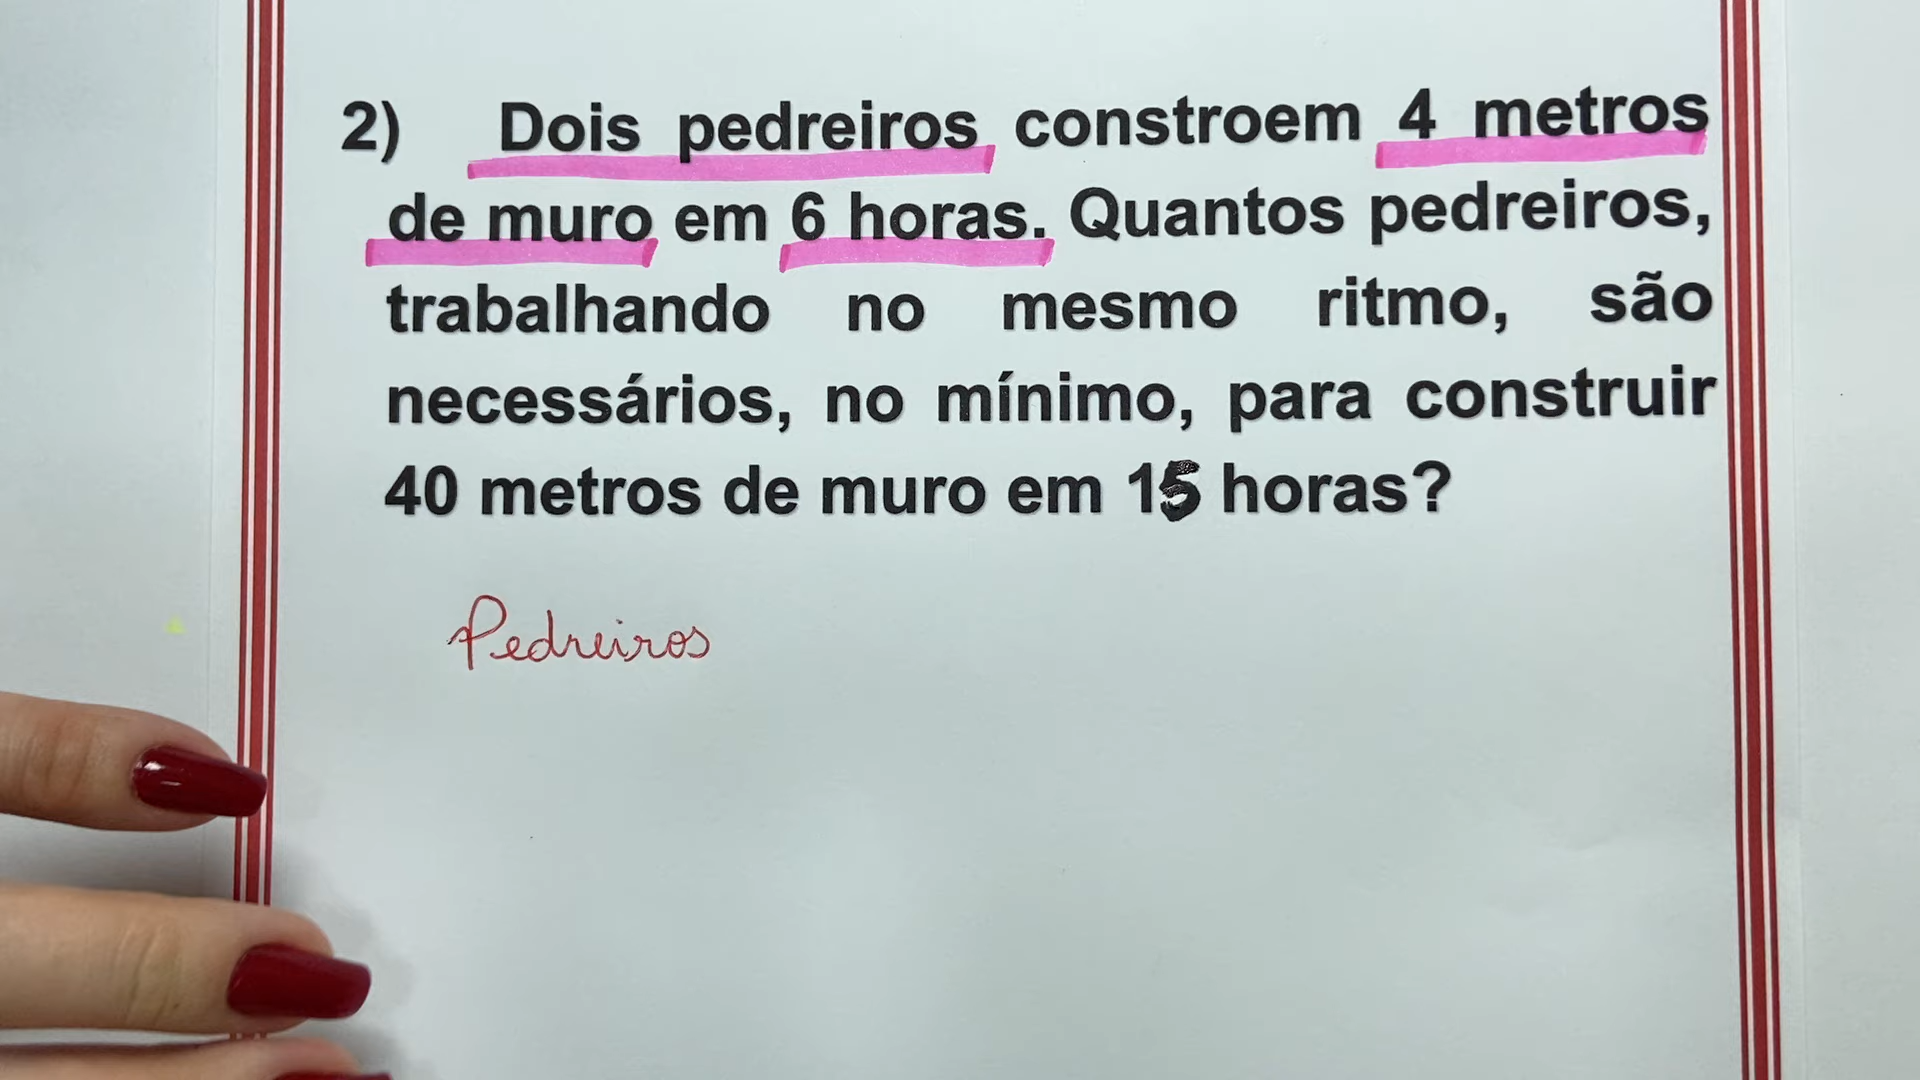 2) Dois pedreiros constroem 4 metros
de muro em 6 horas. Quantos pedreiros,
trabalhando no mesmo ritmo, são
necessários, no mínimo, para construir
40 metros de muro em 15 horas?
Pedreiros